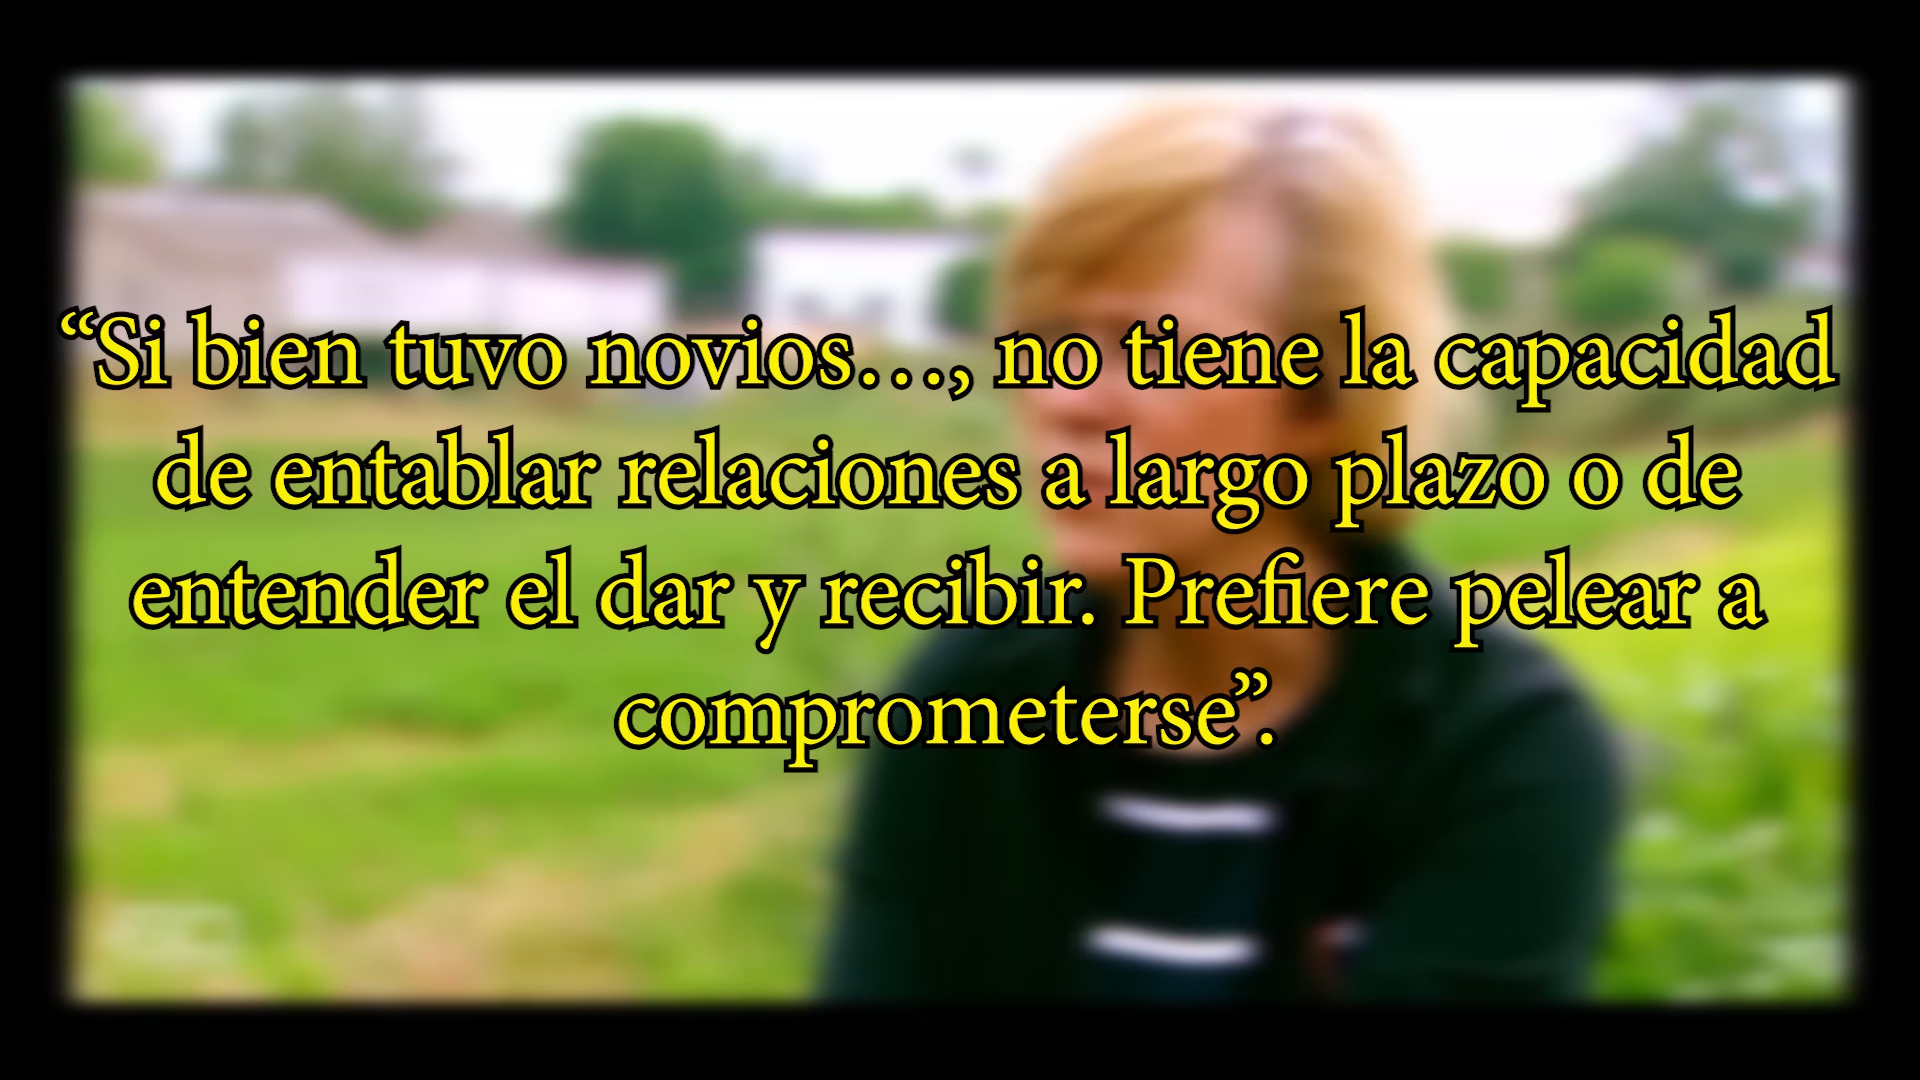 “Si bien tuvo novios…, no tiene la capacidad
de entablar relaciones a largo plazo o de
entender el dar y recibir. Prefiere pelear a
comprometerse”.